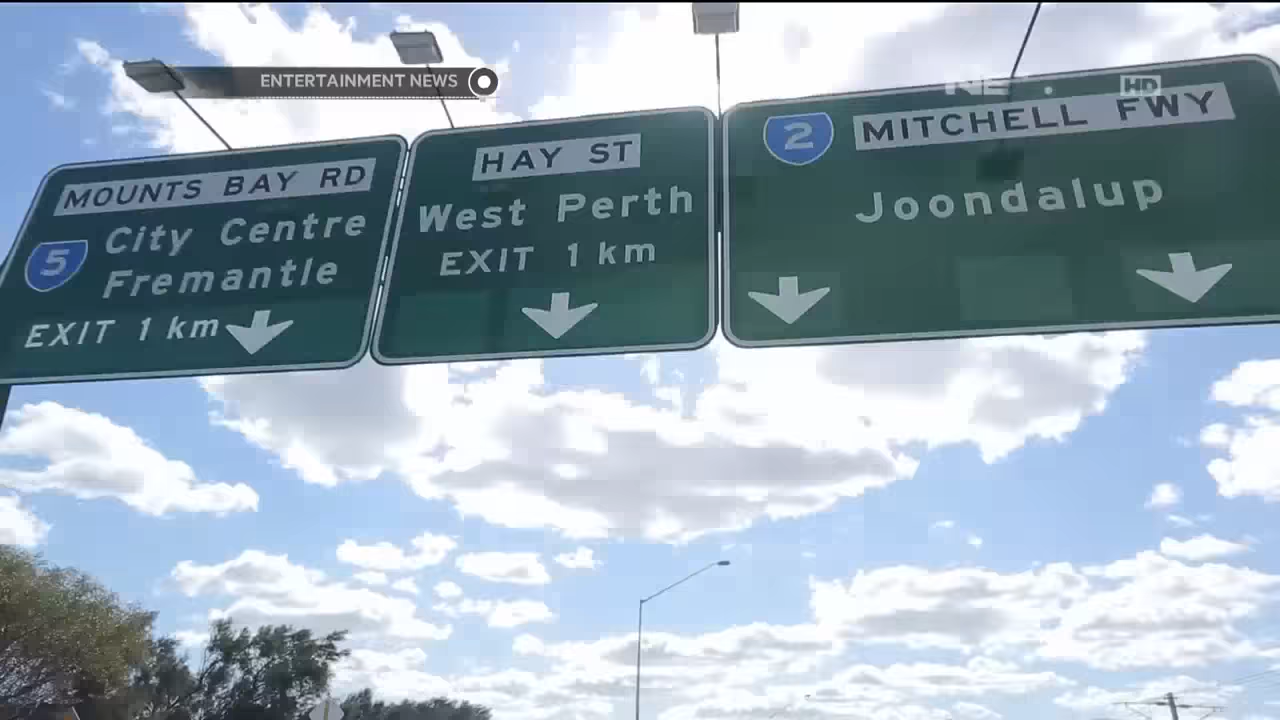 ENTERTAINMENT NEWS
HD
MOUNTS BAY RD
5
City Centre
Fremantle
EXIT 1 km
HAY ST
West Perth
EXIT 1 km
2
MITCHELL FWY
Joondalup